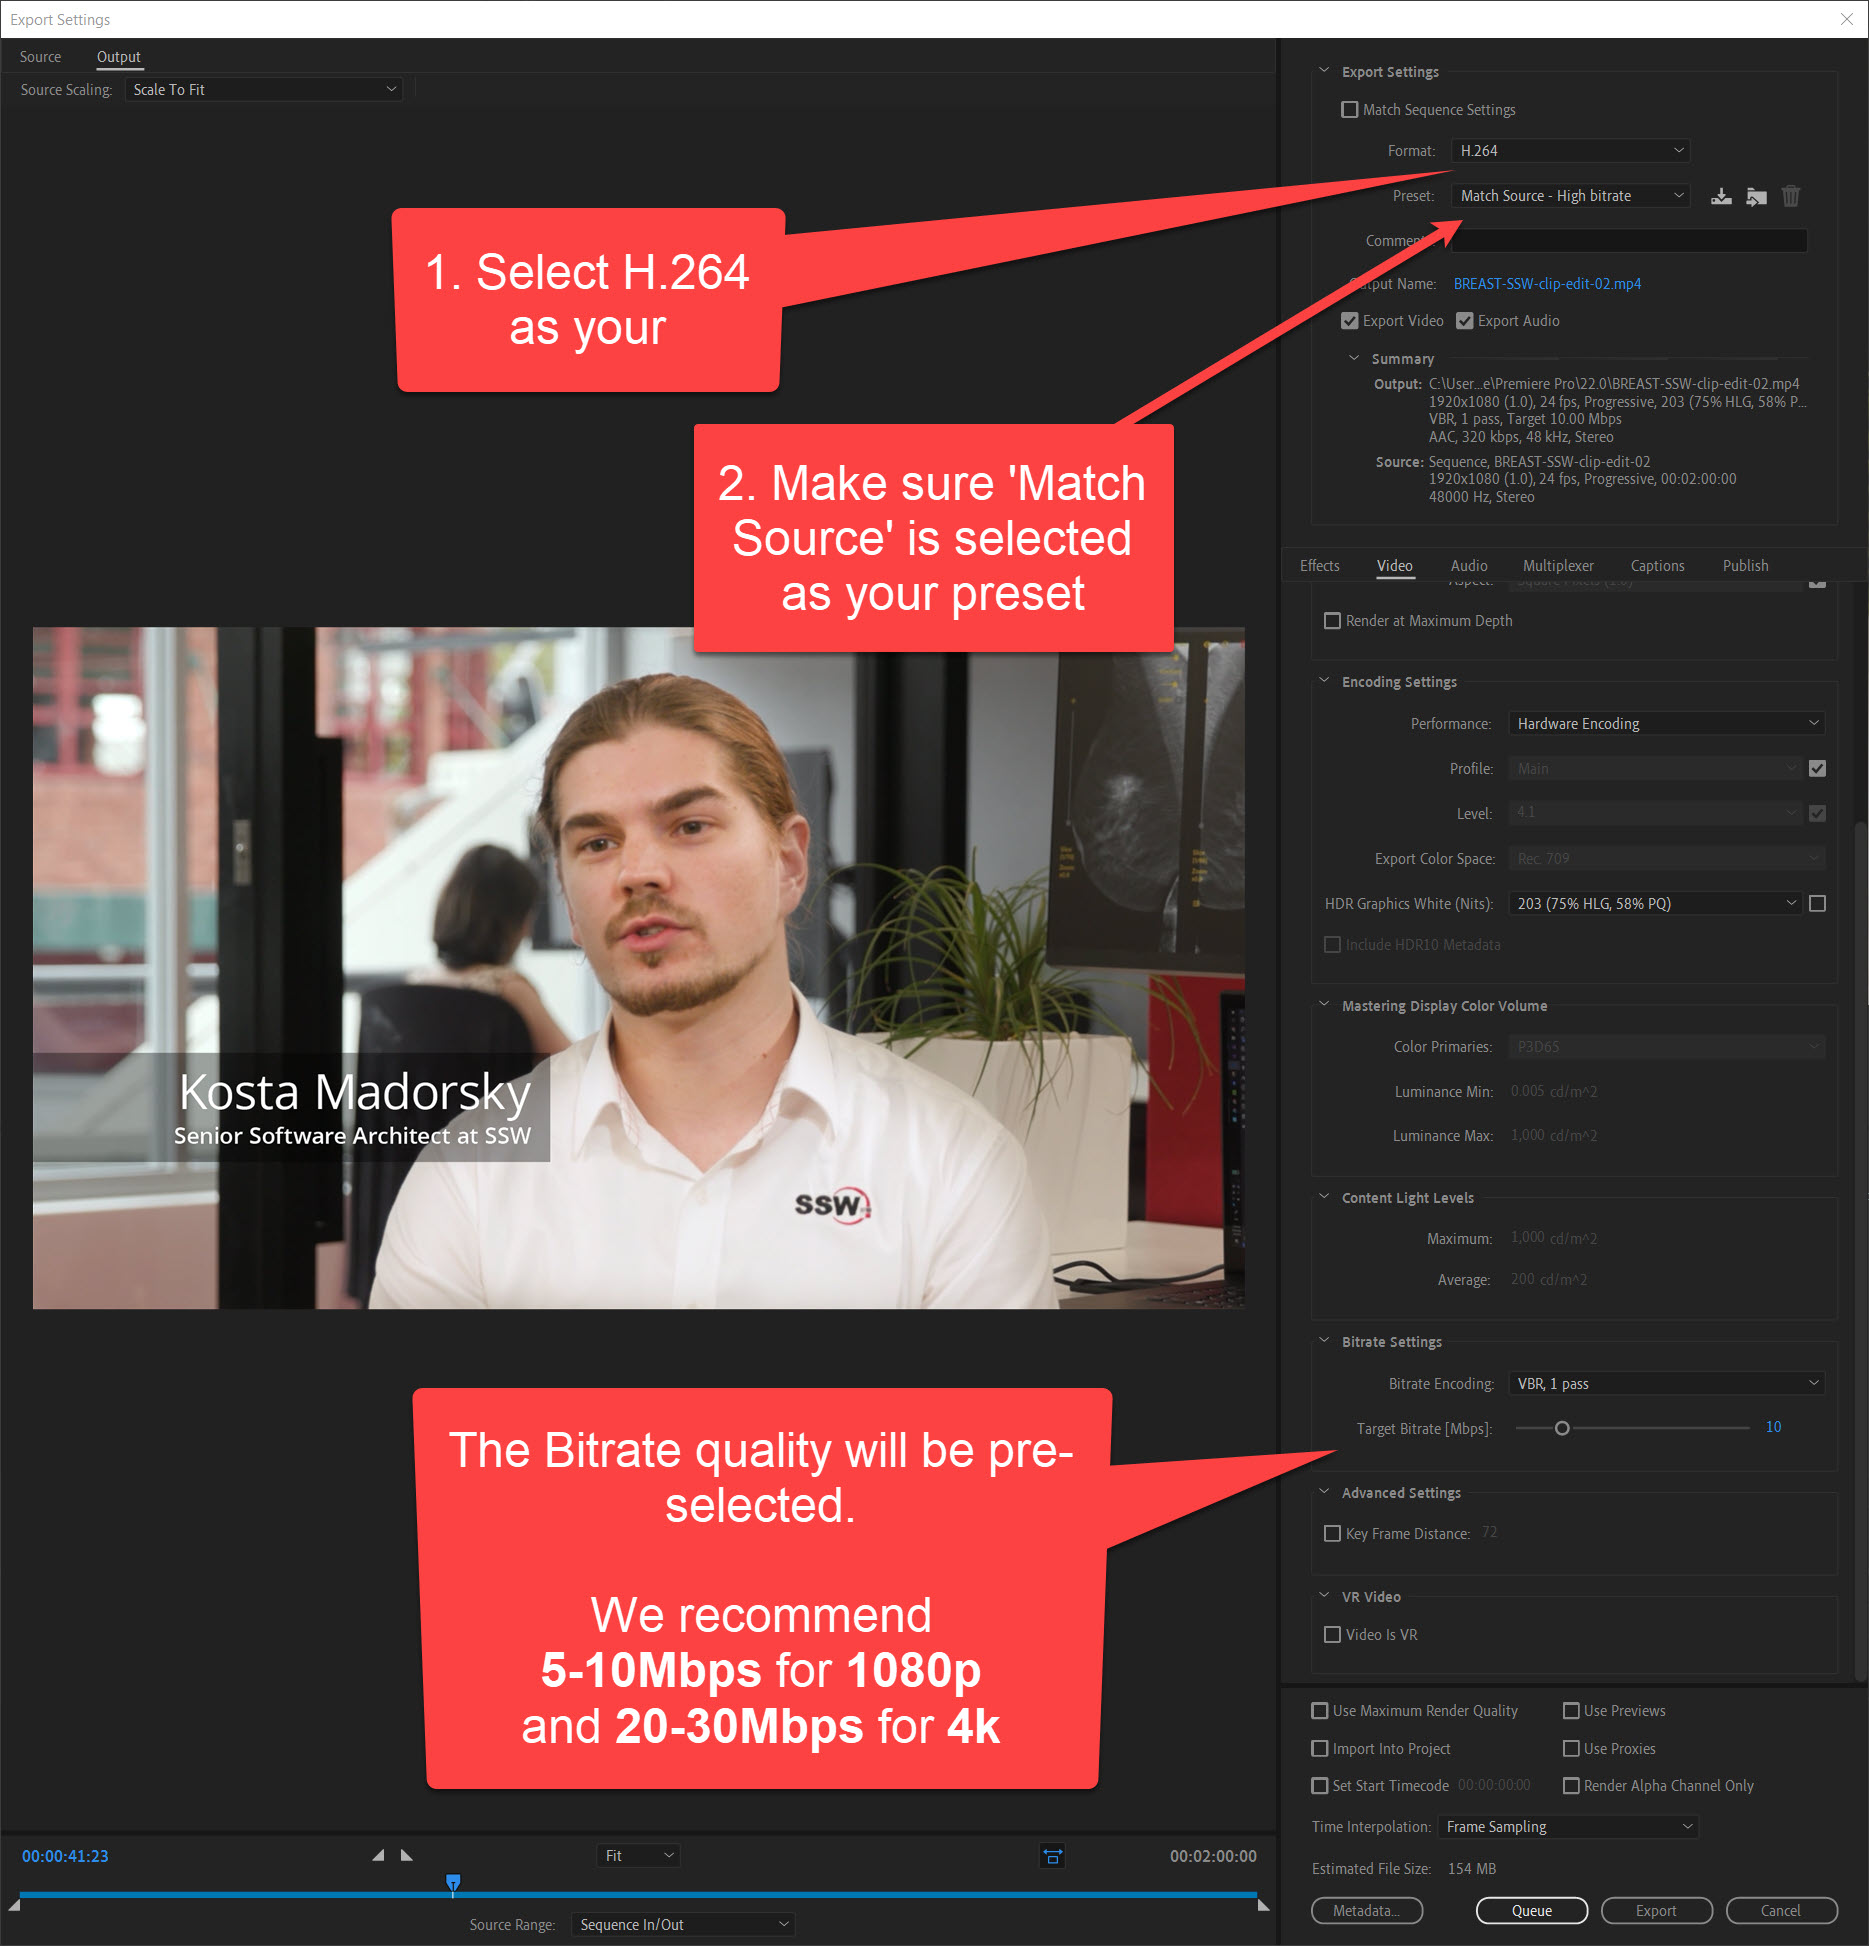 Export Settings
Source Output
Source Scaling: Scale To Fit
1. Select H.264
as your
2. Make sure 'Match
Source' is selected
as your preset
Kosta Madorsky
Senior Software Architect at SSW
SSW
The Bitrate quality will be pre-
selected.
We recommend
5-10Mbps for 1080p
and 20-30Mbps for 4k
00:00:41:23 Fit 00:02:00:00
Source Range: Sequence In/Out
Export Settings
Match Sequence Settings
Format: H.264
Preset: Match Source - High bitrate
Comment
utput Name: BREAST-SSW-clip-edit-02.mp4
Export Video Export Audio
Summary
Output: C:\User...e\Premiere Pro\22.0\BREAST-SSW-clip-edit-02.mp4
1920x1080 (1.0), 24 fps, Progressive, 203 (75% HLG, 58% P...
VBR, 1 pass, Target 10.00 Mbps
AAC, 320 kbps, 48 kHz, Stereo
Source: Sequence, BREAST-SSW-clip-edit-02
1920x1080 (1.0), 24 fps, Progressive, 00:02:00:00
48000 Hz, Stereo
Effects Video Audio Multiplexer Captions Publish
Aspect: Square Pixels (1.0)
Render at Maximum Depth
Encoding Settings
Performance: Hardware Encoding
Profile: Main
Level: 4.1
Export Color Space: Rec. 709
HDR Graphics White (Nits): 203 (75% HLG, 58% PQ)
Include HDR10 Metadata
Mastering Display Color Volume
Color Primaries: P3D65
Luminance Min: 0.005 cd/m^2
Luminance Max: 1,000 cd/m^2
Content Light Levels
Maximum: 1,000 cd/m^2
Average: 200 cd/m^2
Bitrate Settings
Bitrate Encoding: VBR, 1 pass
Target Bitrate [Mbps]: 10
Advanced Settings
Key Frame Distance: 72
VR Video
Video Is VR
Use Maximum Render Quality Use Previews
Import Into Project Use Proxies
Set Start Timecode 00:00:00:00 Render Alpha Channel Only
Time Interpolation: Frame Sampling
Estimated File Size: 154 MB
Metadata... Queue Export Cancel